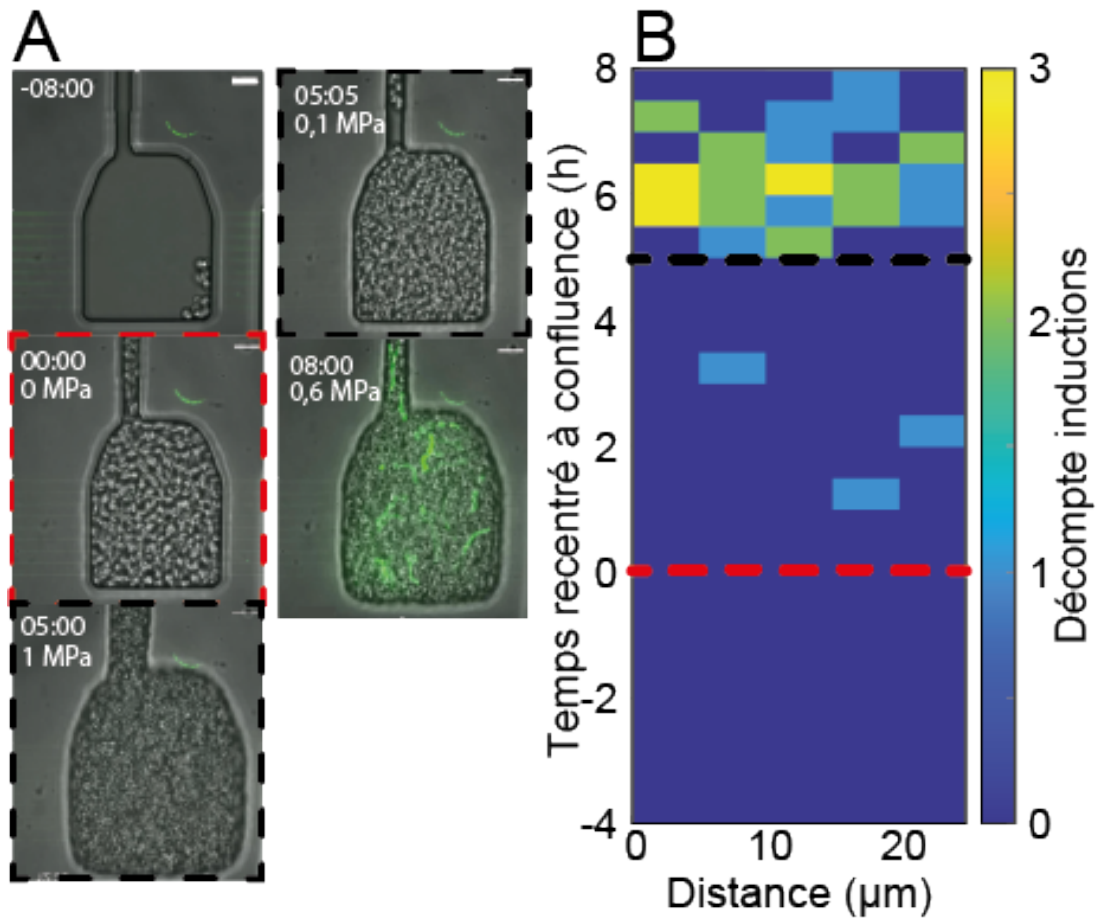 A
-08:00
05:05
0,1 MPa
00:00
0 MPa
08:00
0,6 MPa
05:00
1 MPa
B
Temps recentré à confluence (h)
8
6
4
2
0
-2
-4
0
10
20
Distance (µm)
3
2
1
0
Décompte inductions